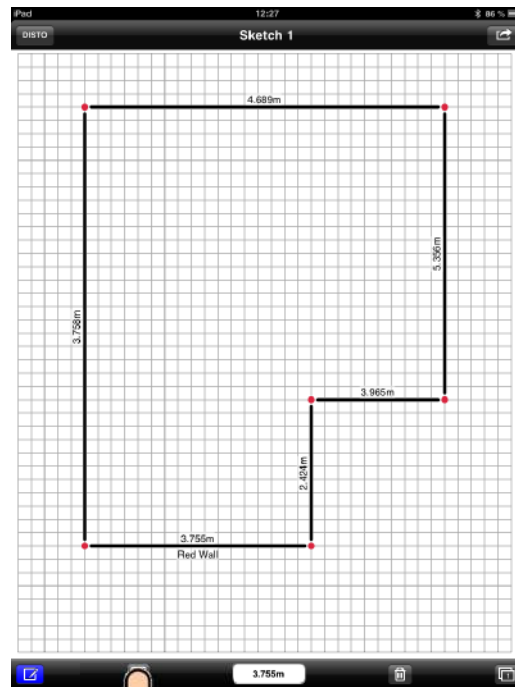 iPad 12:27 86 %
DISTO Sketch 1
4.689m
5.356m
3.758m
3.965m
2.424m
3.755m
Red Wall
3.755m
1